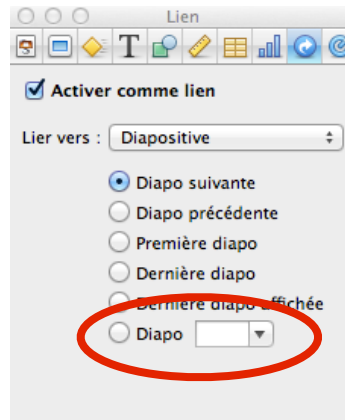 Lien
T
Activer comme lien
Lier vers : Diapositive
Diapo suivante
Diapo précédente
Première diapo
Dernière diapo
Dernière diapo affichée
Diapo